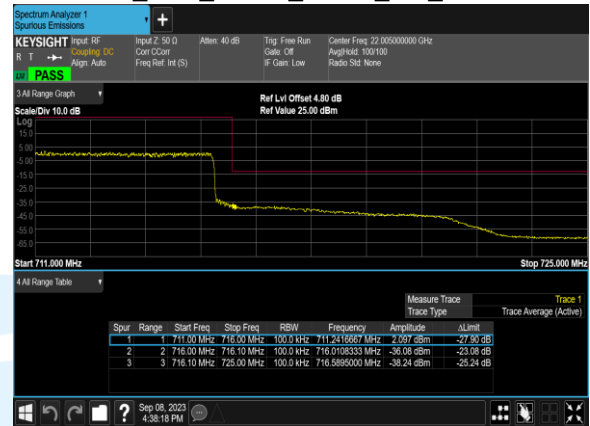 Spectrum Analyzer 1
Spurious Emissions
+
KEYSIGHT Input: RF Input Z: 50 Ω Atten: 40 dB Trig: Free Run Center Freq: 22.005000000 GHz
R T Coupling: DC Corr CCorr Gate: Off Avg|Hold: 100/100
Align: Auto Freq Ref: Int (S) IF Gain: Low Radio Std: None
LXI PASS
3 All Range Graph
Ref Lvl Offset 4.80 dB
Scale/Div 10.0 dB Ref Value 25.00 dBm
Log
15.0
5.00
-5.00
-15.0
-25.0
-35.0
-45.0
-55.0
-65.0
Start 711.000 MHz Stop 725.000 MHz
4 All Range Table
Measure Trace Trace 1
Trace Type Trace Average (Active)
Spur Range Start Freq Stop Freq RBW Frequency Amplitude ΔLimit
1 1 711.00 MHz 716.00 MHz 100.0 kHz 711.2416667 MHz 2.097 dBm -27.90 dB
2 2 716.00 MHz 716.10 MHz 100.0 kHz 716.0108333 MHz -36.08 dBm -23.08 dB
3 3 716.10 MHz 725.00 MHz 100.0 kHz 716.5895000 MHz -38.24 dBm -25.24 dB
? Sep 08, 2023
4:38:18 PM